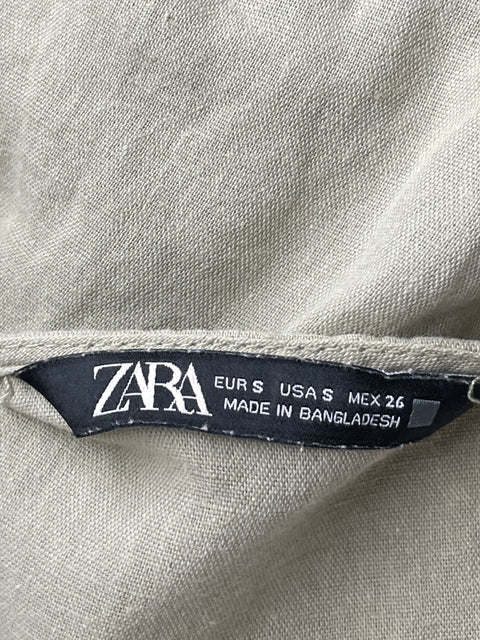 ZARA
EUR S USA S MEX 26
MADE IN BANGLADESH